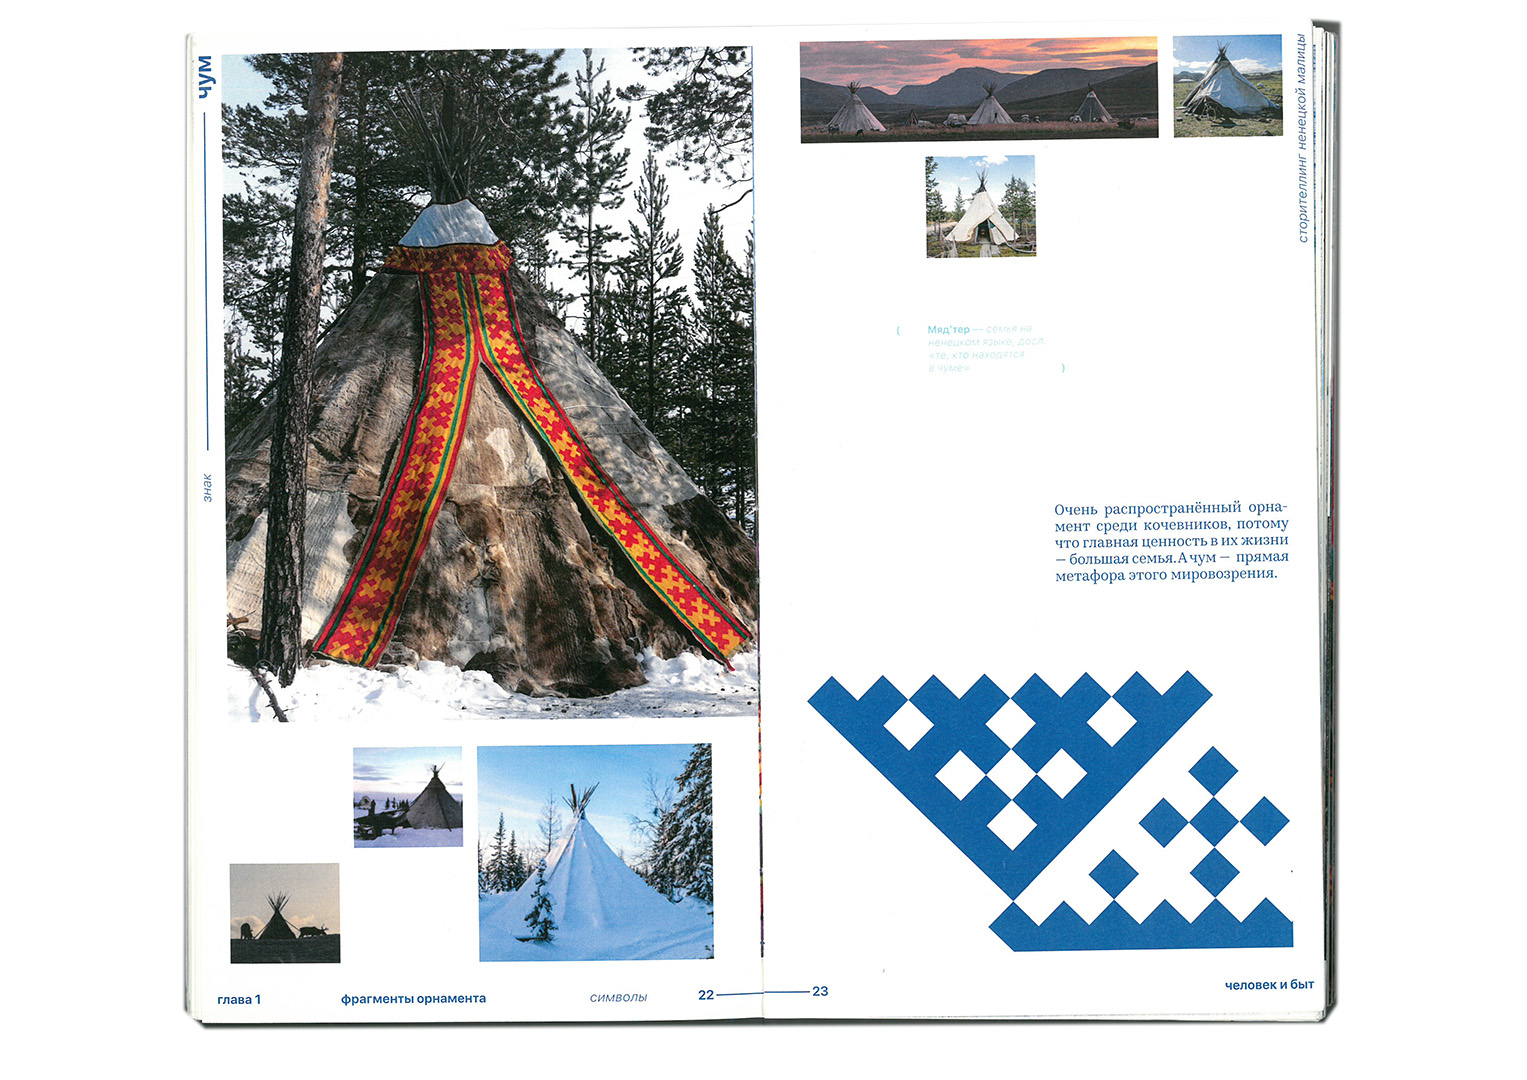 чум
знак
сторителлинг ненецкой малицы
( Мяд'тер — семья на
ненецком языке, досл.
«те, кто находятся
в чуме» )
Очень распространённый орна-
мент среди кочевников, потому
что главная ценность в их жизни
— большая семья. А чум — прямая
метафора этого мировозрения.
глава 1 фрагменты орнамента символы 22 23 человек и быт